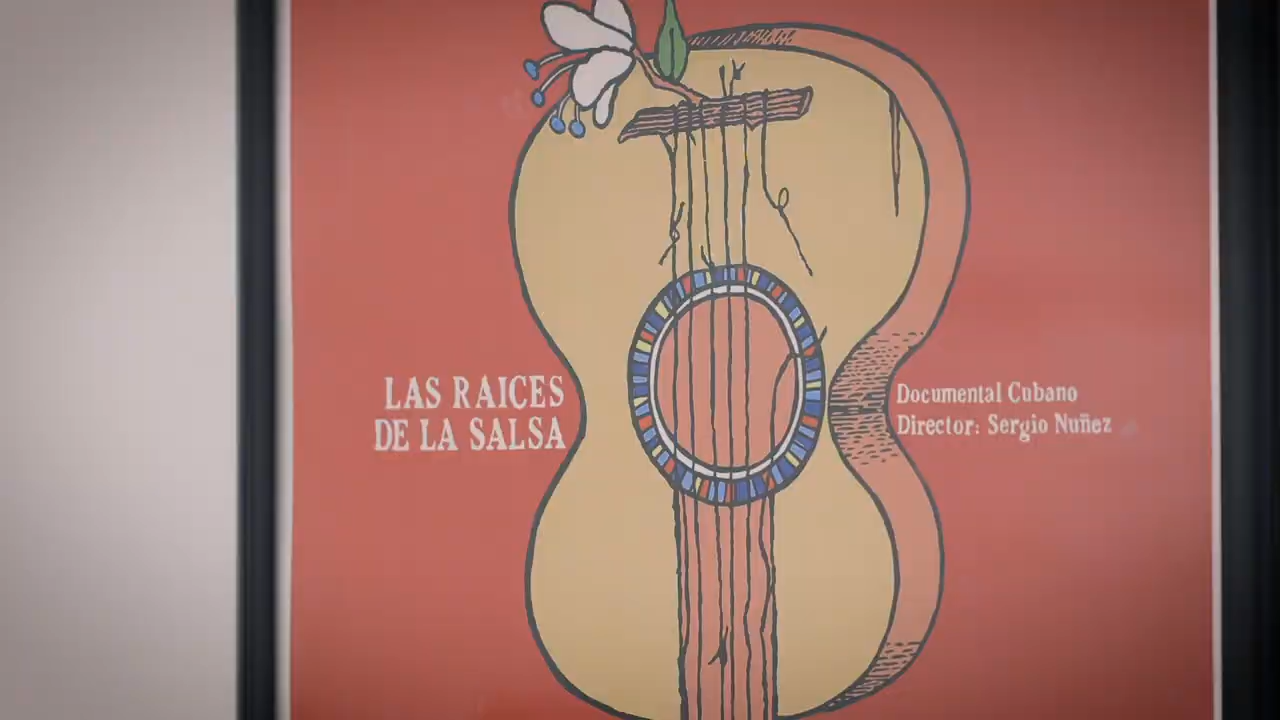 LAS RAICES
DE LA SALSA
Documental Cubano
Director: Sergio Nuñez